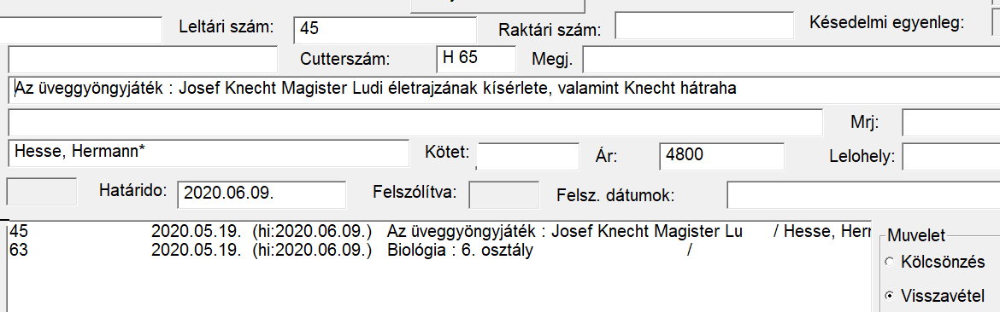 Leltári szám: 45 Raktári szám: Késedelmi egyenleg:
Cutterszám: H 65 Megj.
Az üveggyöngyjáték : Josef Knecht Magister Ludi életrajzának kísérlete, valamint Knecht hátraha
Mrj:
Hesse, Hermann* Kötet: Ár: 4800 Lelohely:
Határido: 2020.06.09. Felszólítva: Felsz. dátumok:
45 2020.05.19. (hi:2020.06.09.) Az üveggyöngyjáték : Josef Knecht Magister Lu / Hesse, Her
63 2020.05.19. (hi:2020.06.09.) Biológia : 6. osztály /
Muvelet
Kölcsönzés
Visszavétel